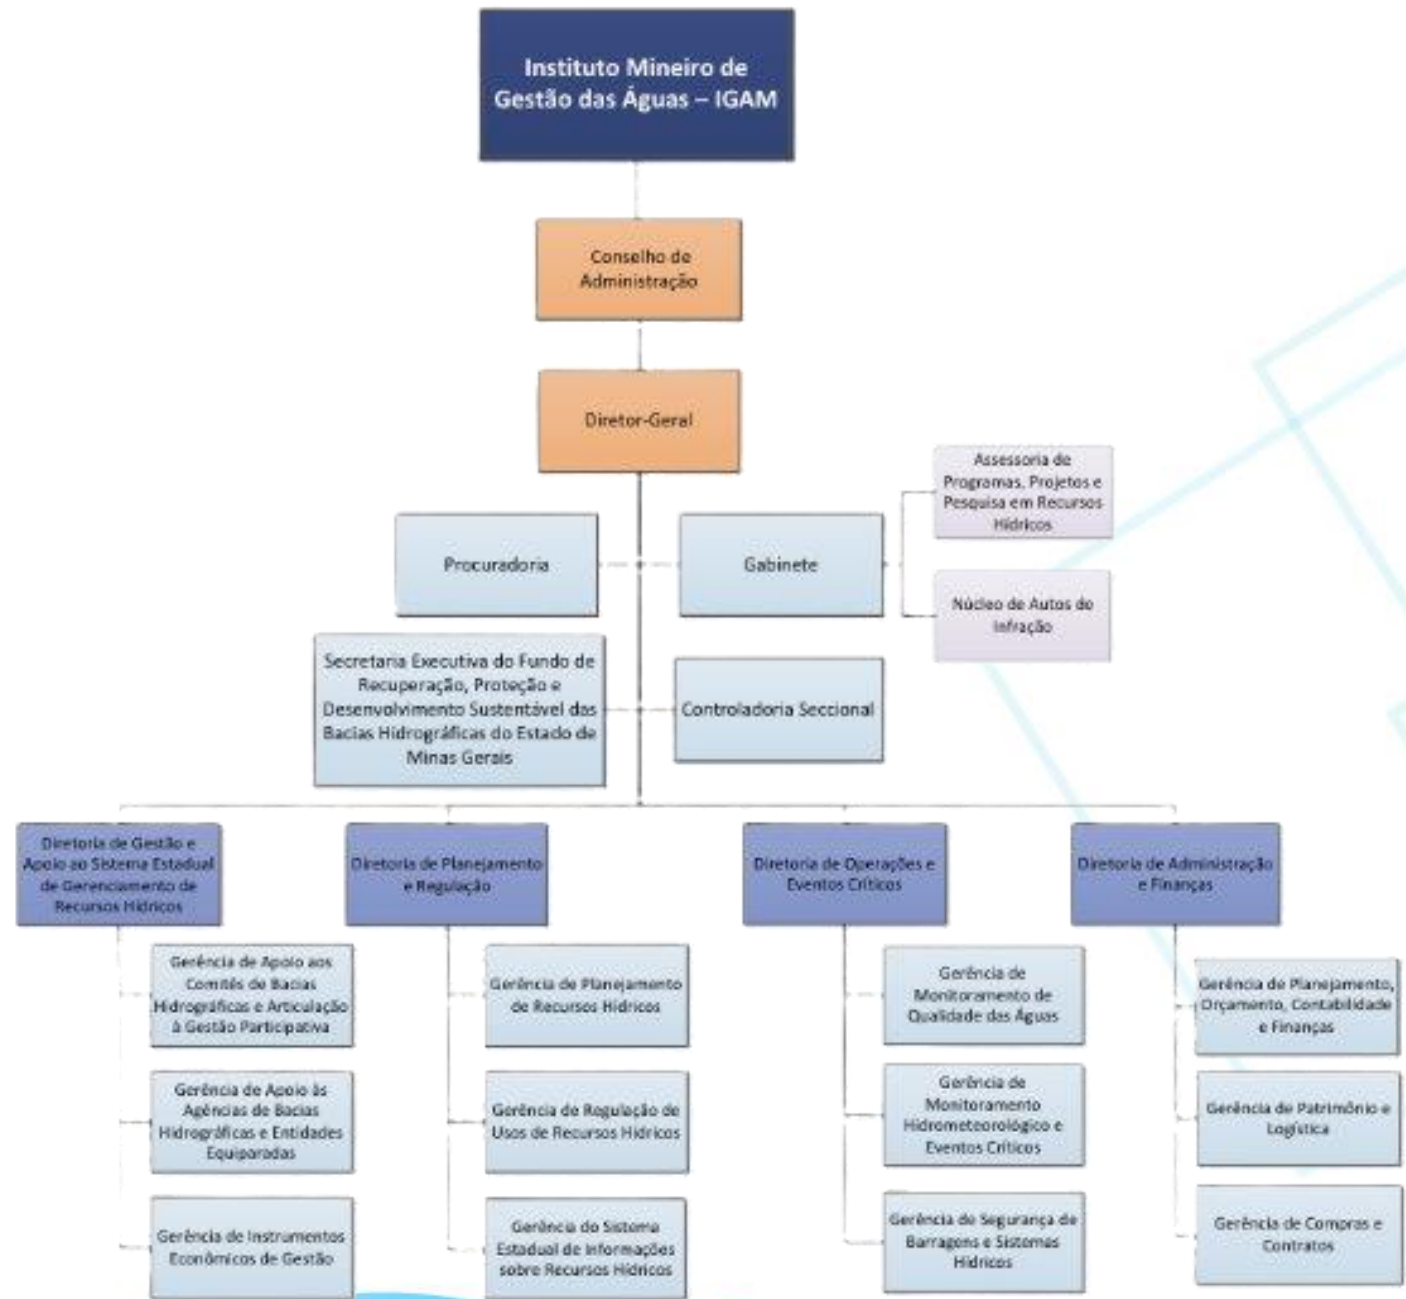 Instituto Mineiro de
Gestão das Águas – IGAM
Conselho de
Administração
Diretor-Geral
Assessoria de
Programas, Projetos e
Pesquisa em Recursos
Hídricos
Procuradoria
Gabinete
Núcleo de Autos de
Infração
Secretaria Executiva do Fundo de
Recuperação, Proteção e
Desenvolvimento Sustentável das
Bacias Hidrográficas do Estado de
Minas Gerais
Controladoria Seccional
Diretoria de Gestão e
Apoio ao Sistema Estadual
de Gerenciamento de
Recursos Hídricos
Diretoria de Planejamento
e Regulação
Diretoria de Operações e
Eventos Críticos
Diretoria de Administração
e Finanças
Gerência de Apoio aos
Comitês de Bacias
Hidrográficas e Articulação
à Gestão Participativa
Gerência de Planejamento
de Recursos Hídricos
Gerência de
Monitoramento de
Qualidade das Águas
Gerência de Planejamento,
Orçamento, Contabilidade
e Finanças
Gerência de Apoio às
Agências de Bacias
Hidrográficas e Entidades
Equiparadas
Gerência de Regulação de
Usos de Recursos Hídricos
Gerência de
Monitoramento
Hidrometeorológico e
Eventos Críticos
Gerência de Patrimônio e
Logística
Gerência de Instrumentos
Econômicos de Gestão
Gerência do Sistema
Estadual de Informações
sobre Recursos Hídricos
Gerência de Segurança de
Barragens e Sistemas
Hídricos
Gerência de Compras e
Contratos